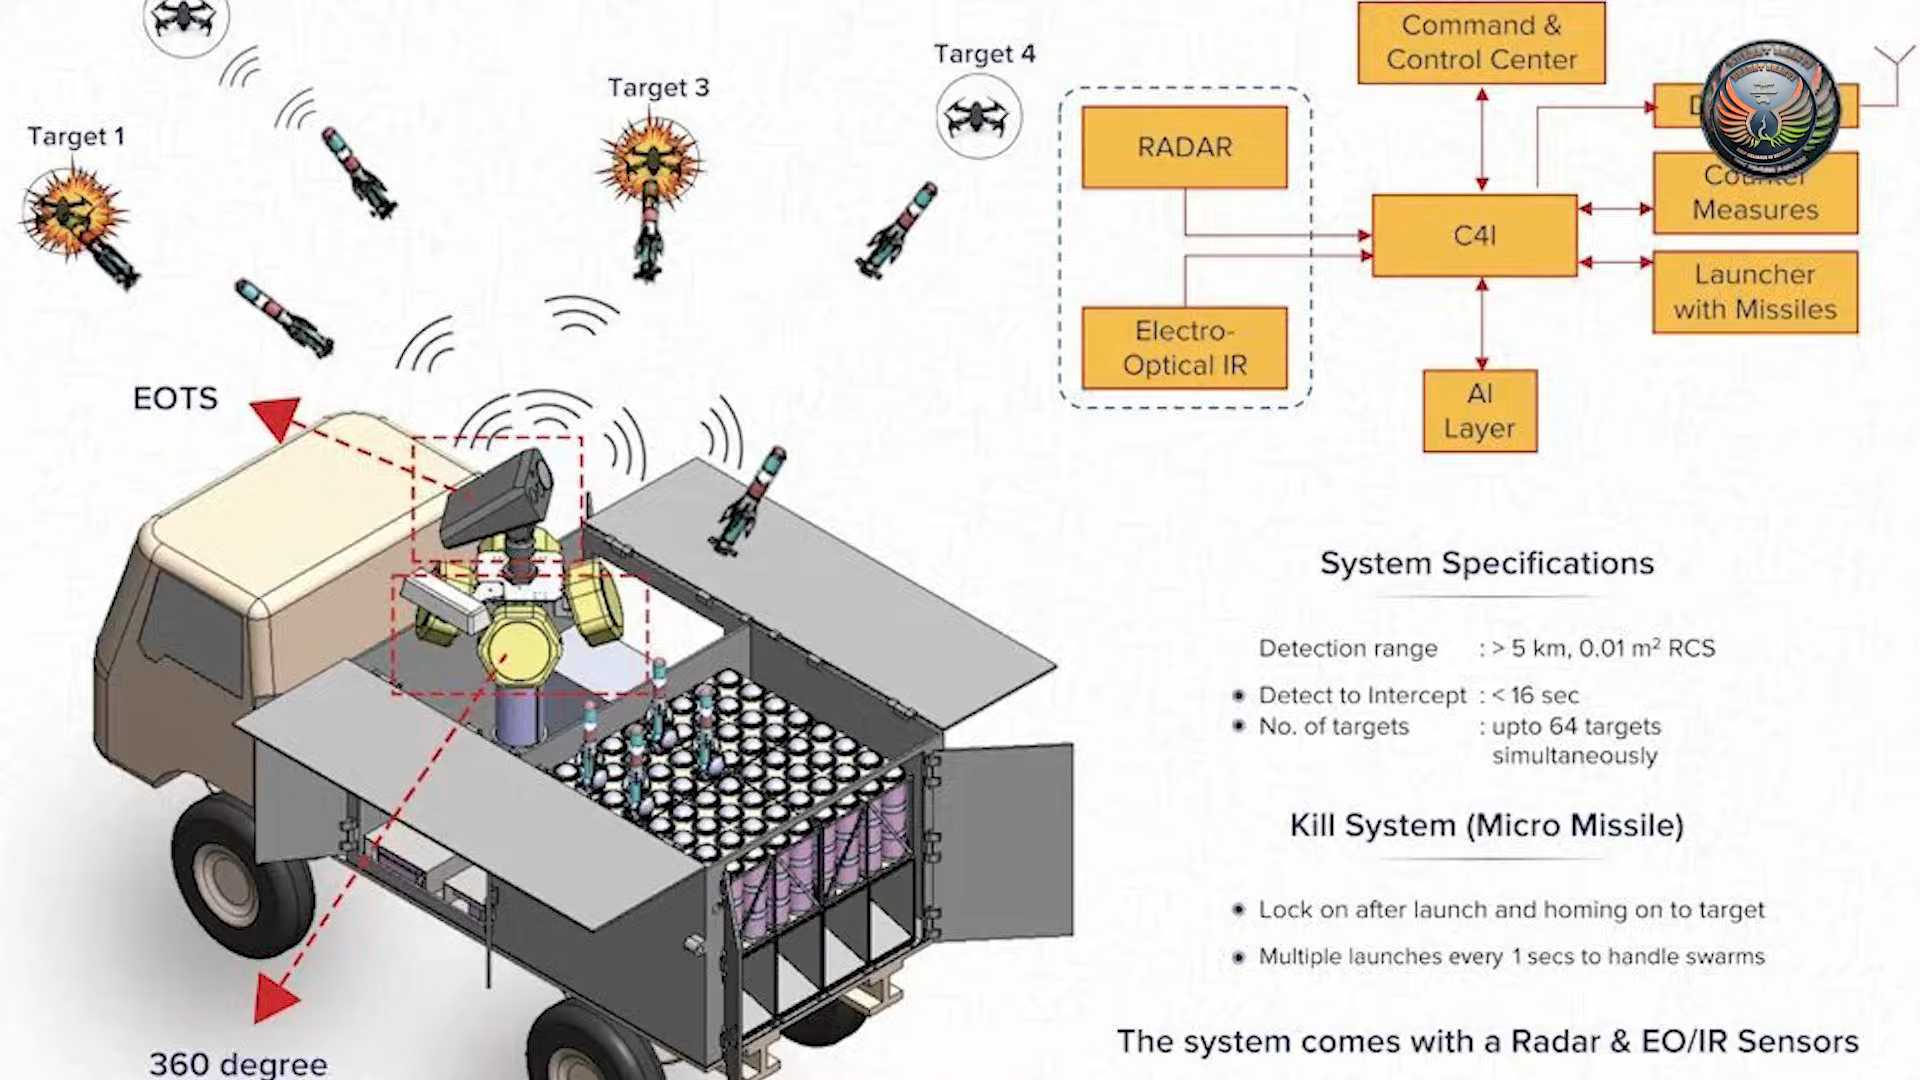 Target 1
Target 3
Target 4
EOTS
360 degree
RADAR
Electro-
Optical IR
Command &
Control Center
C4I
AI
Layer
Counter
Measures
Launcher
with Missiles
System Specifications
Detection range : > 5 km, 0.01 m² RCS
Detect to Intercept : < 16 sec
No. of targets : upto 64 targets
simultaneously
Kill System (Micro Missile)
Lock on after launch and homing on to target
Multiple launches every 1 secs to handle swarms
The system comes with a Radar & EO/IR Sensors